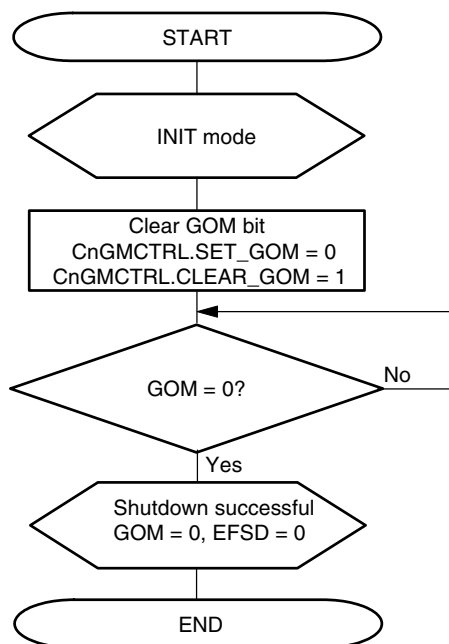 START
INIT mode
Clear GOM bit
CnGMCTRL.SET_GOM = 0
CnGMCTRL.CLEAR_GOM = 1
GOM = 0?
No
Yes
Shutdown successful
GOM = 0, EFSD = 0
END